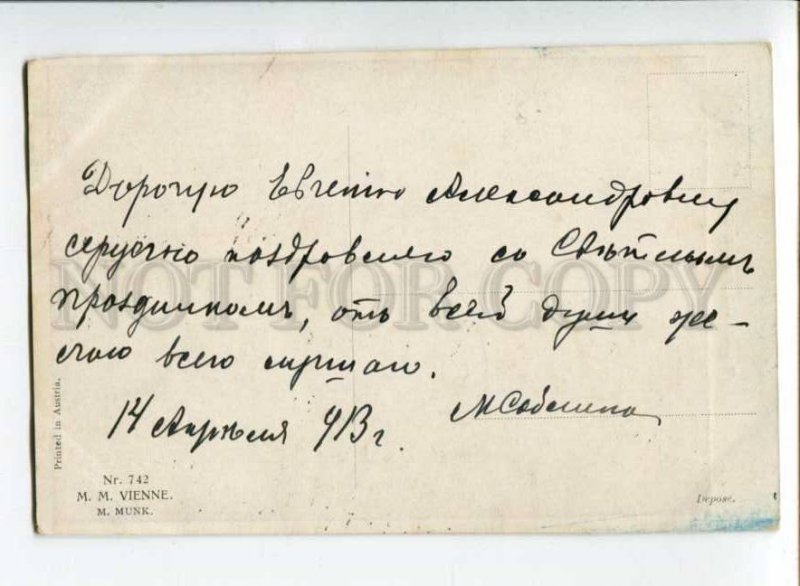 Дорогую Евгению Александровну
сердечно поздравляю со Свѣтлымъ
праздникомъ, отъ всей души же-
лаю всего лучшаго.
14 Апрѣля 913 г.
Printed in Austria.
Nr. 742
M. M. VIENNE.
M. MUNK.
Déposé.
NOT FOR COPY